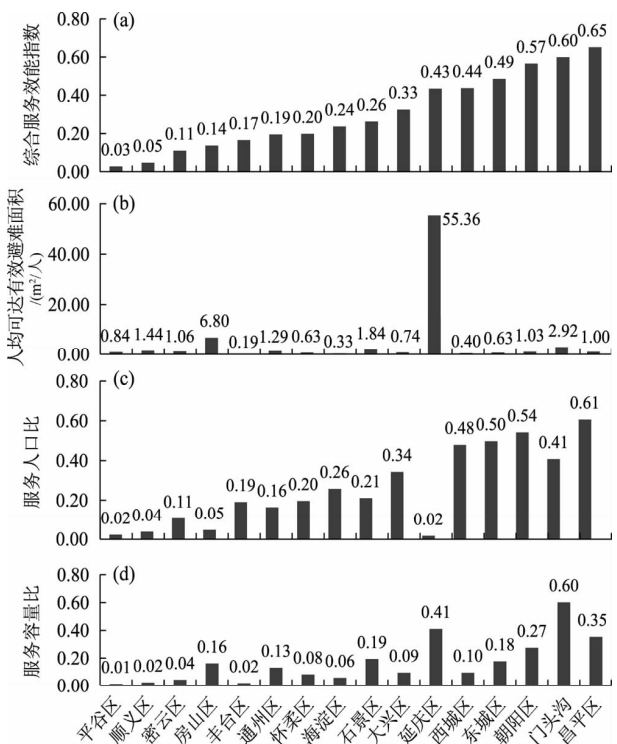 (a)
综合服务效能指数
0.80
0.60
0.40
0.20
0.00
0.03 0.05 0.11 0.14 0.17 0.19 0.20 0.24 0.26 0.33 0.43 0.44 0.49 0.57 0.60 0.65
(b)
人均可达有效避难面积
/(m²/人)
60.00
40.00
20.00
0.00
0.84 1.44 1.06 6.80 0.19 1.29 0.63 0.33 1.84 0.74 55.36 0.40 0.63 1.03 2.92 1.00
(c)
服务人口比
0.80
0.60
0.40
0.20
0.00
0.02 0.04 0.11 0.05 0.19 0.16 0.20 0.26 0.21 0.34 0.02 0.48 0.50 0.54 0.41 0.61
(d)
服务容量比
0.80
0.60
0.40
0.20
0.00
0.01 0.02 0.04 0.16 0.02 0.13 0.08 0.06 0.19 0.09 0.41 0.10 0.18 0.27 0.60 0.35
平谷区 顺义区 密云区 房山区 丰台区 通州区 怀柔区 海淀区 石景区 大兴区 延庆区 西城区 东城区 朝阳区 门头沟 昌平区